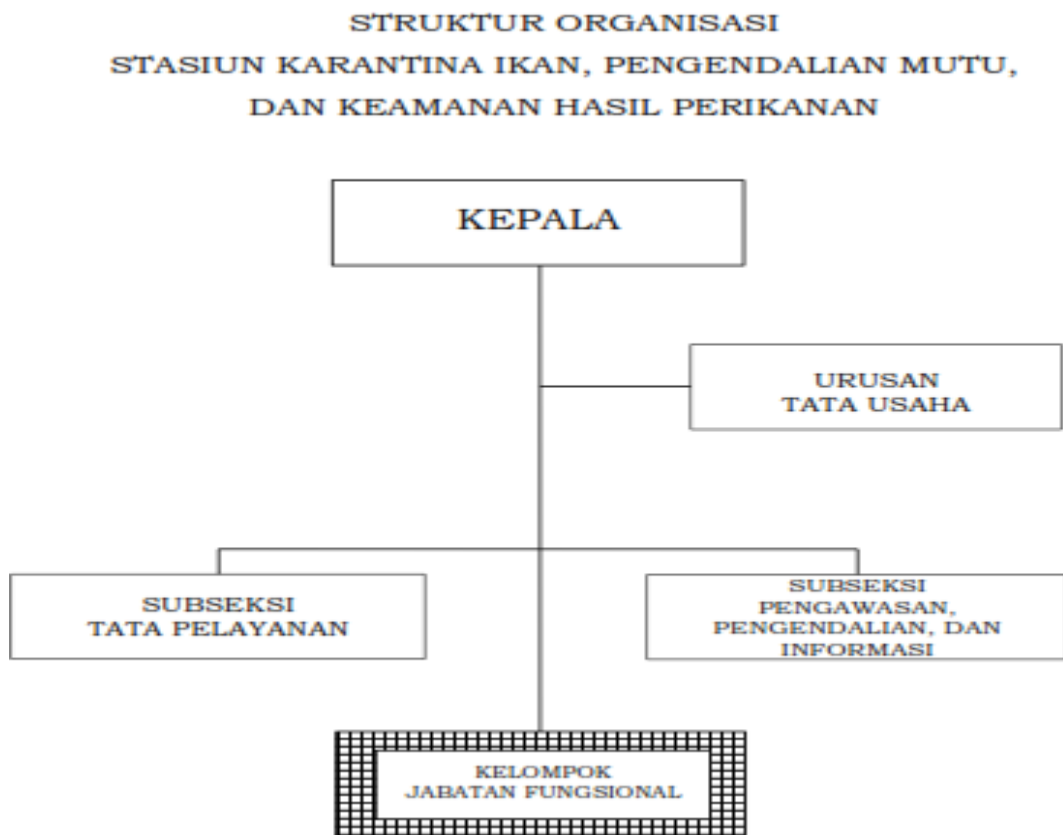 STRUKTUR ORGANISASI
STASIUN KARANTINA IKAN, PENGENDALIAN MUTU,
DAN KEAMANAN HASIL PERIKANAN
KEPALA
URUSAN
TATA USAHA
SUBSEKSI
TATA PELAYANAN
SUBSEKSI
PENGAWASAN,
PENGENDALIAN, DAN
INFORMASI
KELOMPOK
JABATAN FUNGSIONAL